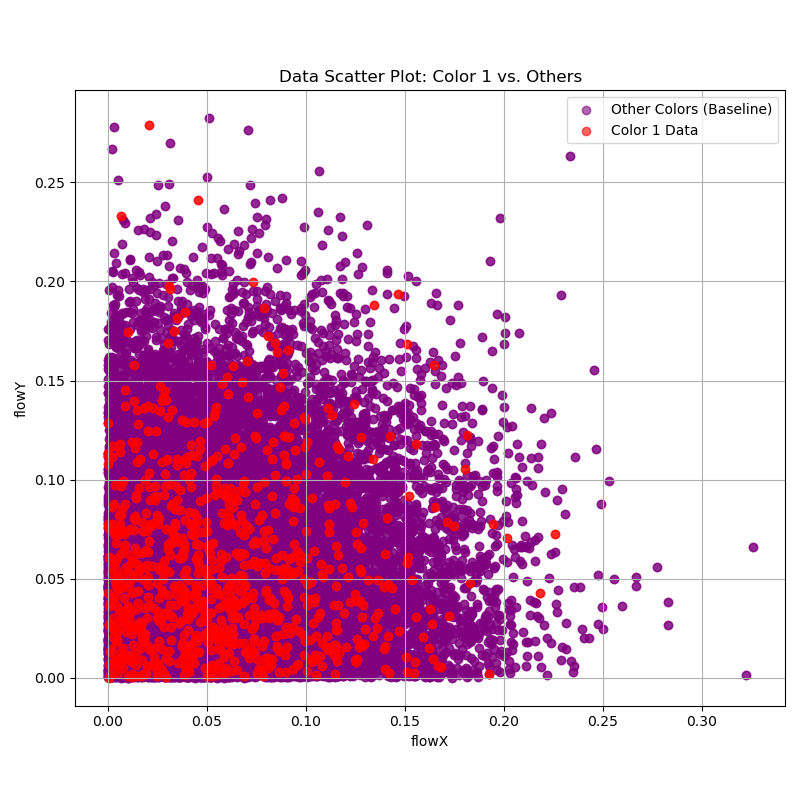 Data Scatter Plot: Color 1 vs. Others
Other Colors (Baseline)
Color 1 Data
flowY
0.25
0.20
0.15
0.10
0.05
0.00
0.00 0.05 0.10 0.15 0.20 0.25 0.30
flowX